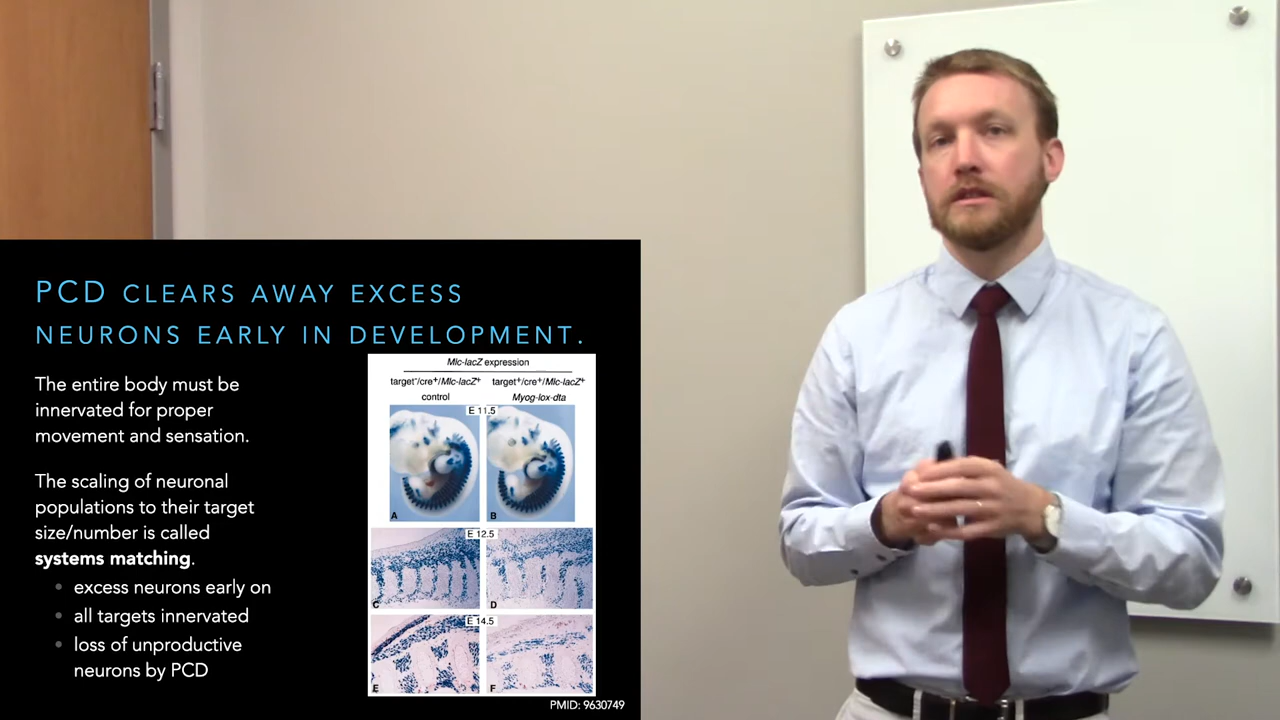 PCD CLEARS AWAY EXCESS
NEURONS EARLY IN DEVELOPMENT.
The entire body must be
innervated for proper
movement and sensation.
The scaling of neuronal
populations to their target
size/number is called
systems matching.
• excess neurons early on
• all targets innervated
• loss of unproductive
neurons by PCD
Mlc-lacZ expression
target⁻/cre⁺/Mlc-lacZ⁺ target⁺/cre⁺/Mlc-lacZ⁺
control Myog-lox-dta
E 11.5
A B
E 12.5
C D
E 14.5
E F
PMID: 9630749